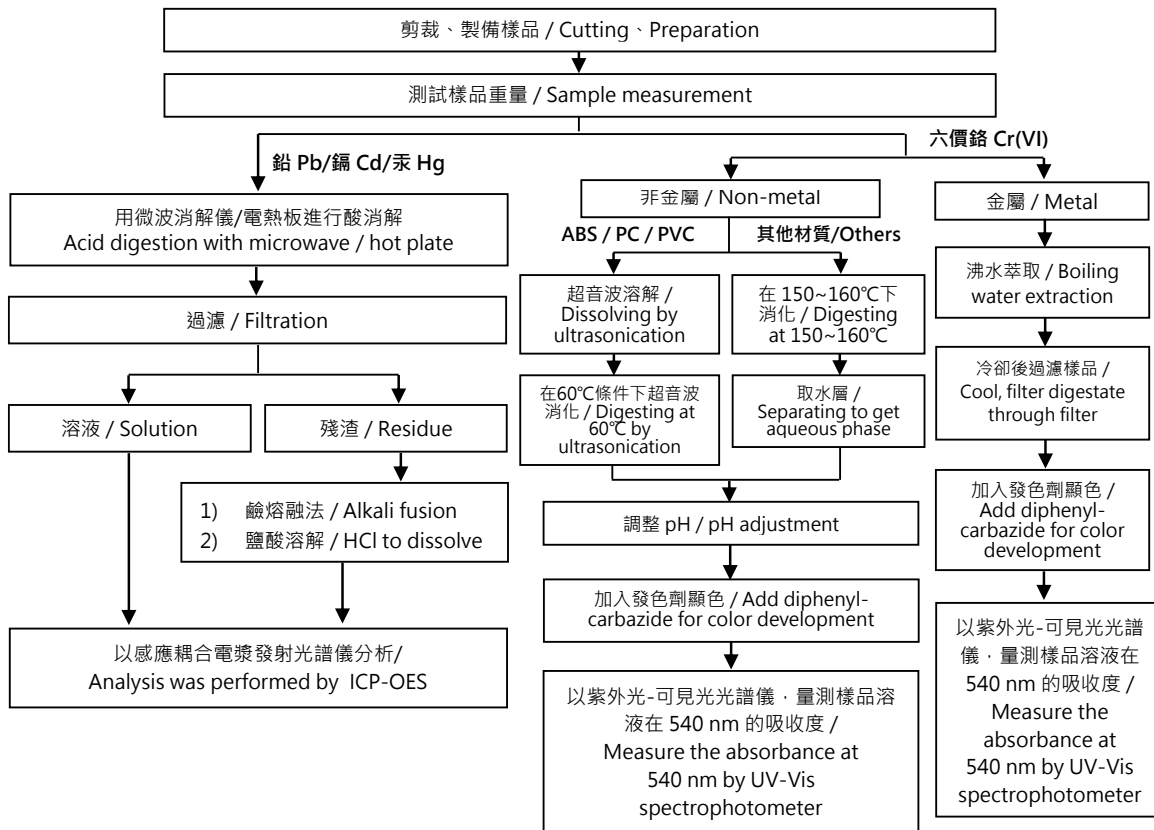 剪裁、製備樣品 / Cutting、Preparation
測試樣品重量 / Sample measurement
鉛 Pb/鎘 Cd/汞 Hg
六價鉻 Cr(VI)
用微波消解儀/電熱板進行酸消解
Acid digestion with microwave / hot plate
過濾 / Filtration
溶液 / Solution
殘渣 / Residue
1) 鹼熔融法 / Alkali fusion
2) 鹽酸溶解 / HCl to dissolve
以感應耦合電漿發射光譜儀分析/
Analysis was performed by ICP-OES
非金屬 / Non-metal
ABS / PC / PVC
其他材質/Others
超音波溶解 /
Dissolving by
ultrasonication
在60℃條件下超音波
消化 / Digesting at
60℃ by
ultrasonication
在 150~160℃下
消化 / Digesting
at 150~160℃
取水層 /
Separating to get
aqueous phase
調整 pH / pH adjustment
加入發色劑顯色 / Add diphenyl-
carbazide for color development
以紫外光-可見光光譜儀，量測樣品溶
液在 540 nm 的吸收度 /
Measure the absorbance at
540 nm by UV-Vis
spectrophotometer
金屬 / Metal
沸水萃取 / Boiling
water extraction
冷卻後過濾樣品 /
Cool, filter digestate
through filter
加入發色劑顯色 /
Add diphenyl-
carbazide for color
development
以紫外光-可見光光譜
儀，量測樣品溶液在
540 nm 的吸收度 /
Measure the
absorbance at
540 nm by UV-Vis
spectrophotometer